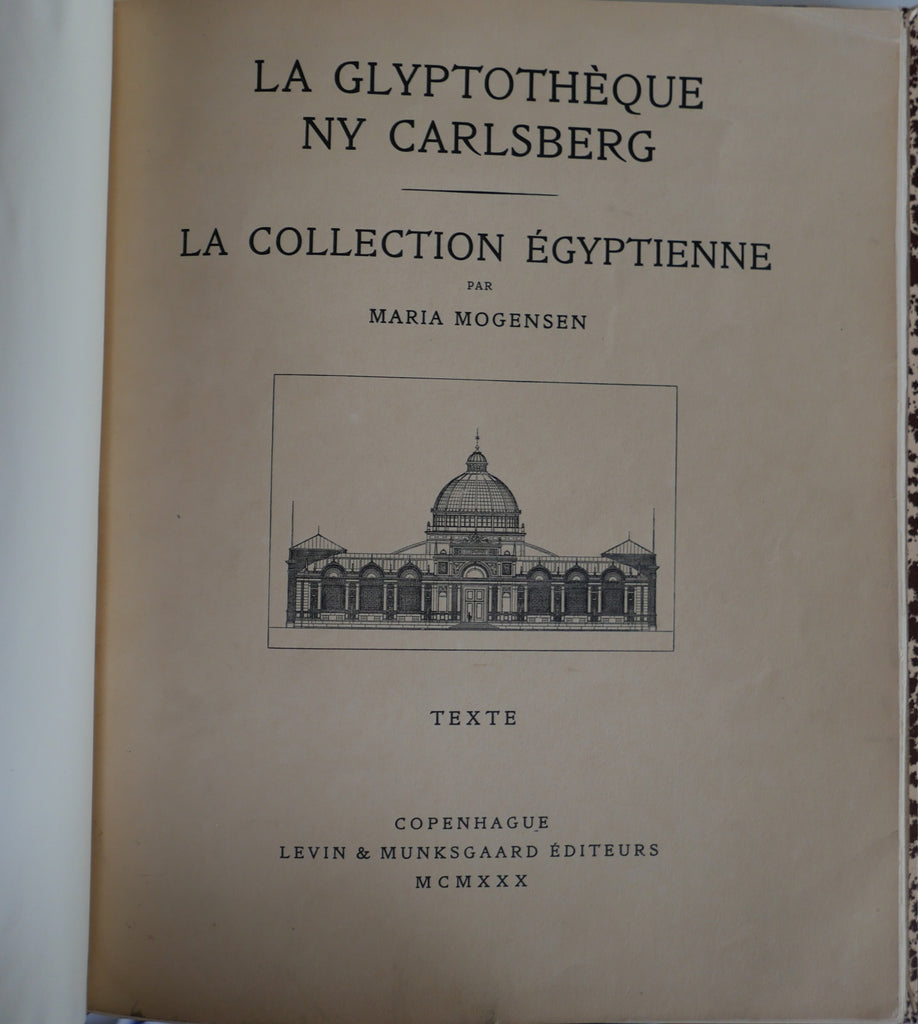 LA GLYPTOTHÈQUE
NY CARLSBERG
LA COLLECTION ÉGYPTIENNE
PAR
MARIA MOGENSEN
TEXTE
COPENHAGUE
LEVIN & MUNKSGAARD ÉDITEURS
MCMXXX